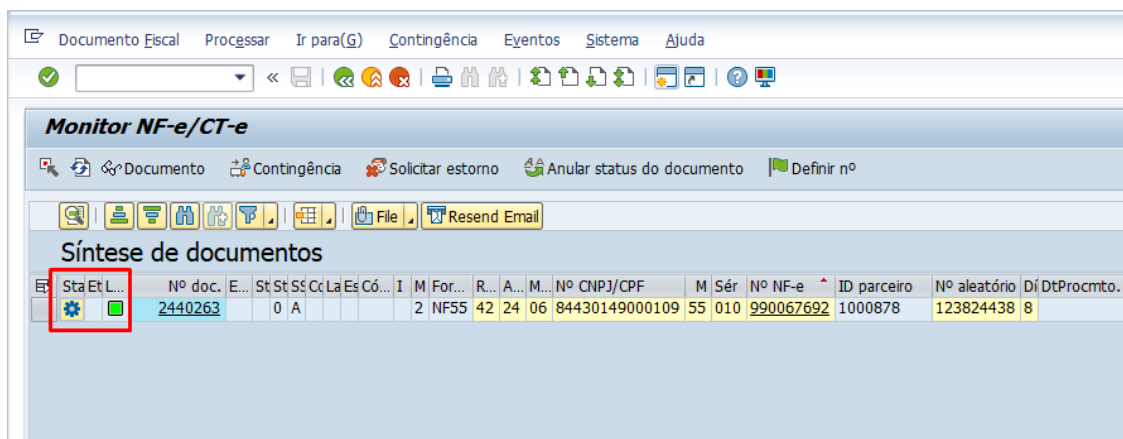 Documento Fiscal Processar Ir para(G) Contingência Eventos Sistema Ajuda
Monitor NF-e/CT-e
Documento Contingência Solicitar estorno Anular status do documento Definir nº
File Resend Email
Síntese de documentos
Sta Et L... Nº doc. E... St St SS Cc La Es Có... I M For... R... A... M... Nº CNPJ/CPF M Sér Nº NF-e ID parceiro Nº aleatório Dí DtProcmto.
2440263 0 A 2 NF55 42 24 06 84430149000109 55 010 990067692 1000878 123824438 8